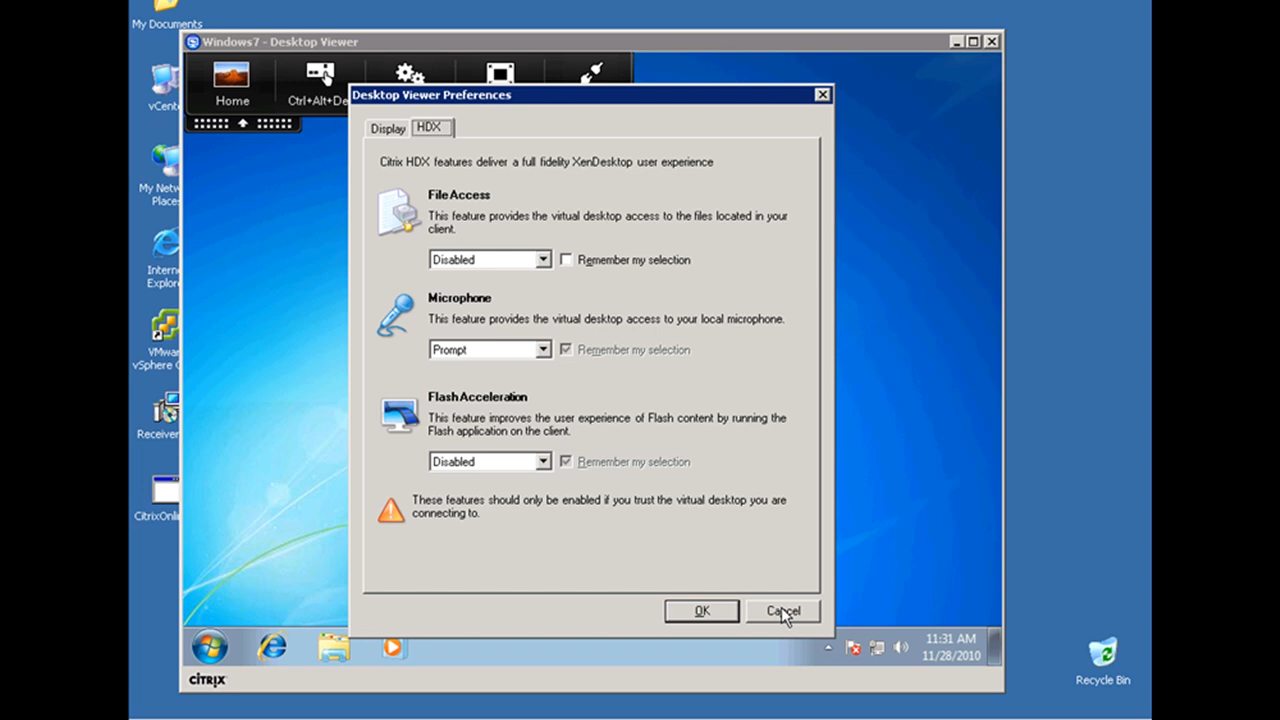 My Documents
Windows7 - Desktop Viewer
Home
Ctrl+Alt+De
Desktop Viewer Preferences
Display
HDX
Citrix HDX features deliver a full fidelity XenDesktop user experience
File Access
This feature provides the virtual desktop access to the files located in your
client.
Disabled
Remember my selection
Microphone
This feature provides the virtual desktop access to your local microphone.
Prompt
Remember my selection
Flash Acceleration
This feature improves the user experience of Flash content by running the
Flash application on the client.
Disabled
Remember my selection
These features should only be enabled if you trust the virtual desktop you are
connecting to.
OK
Cancel
vCente
My Netw
Places
Interne
Explore
VMwar
vSphere C
Receiver
CitrixOnli
11:31 AM
11/28/2010
CITRIX
Recycle Bin